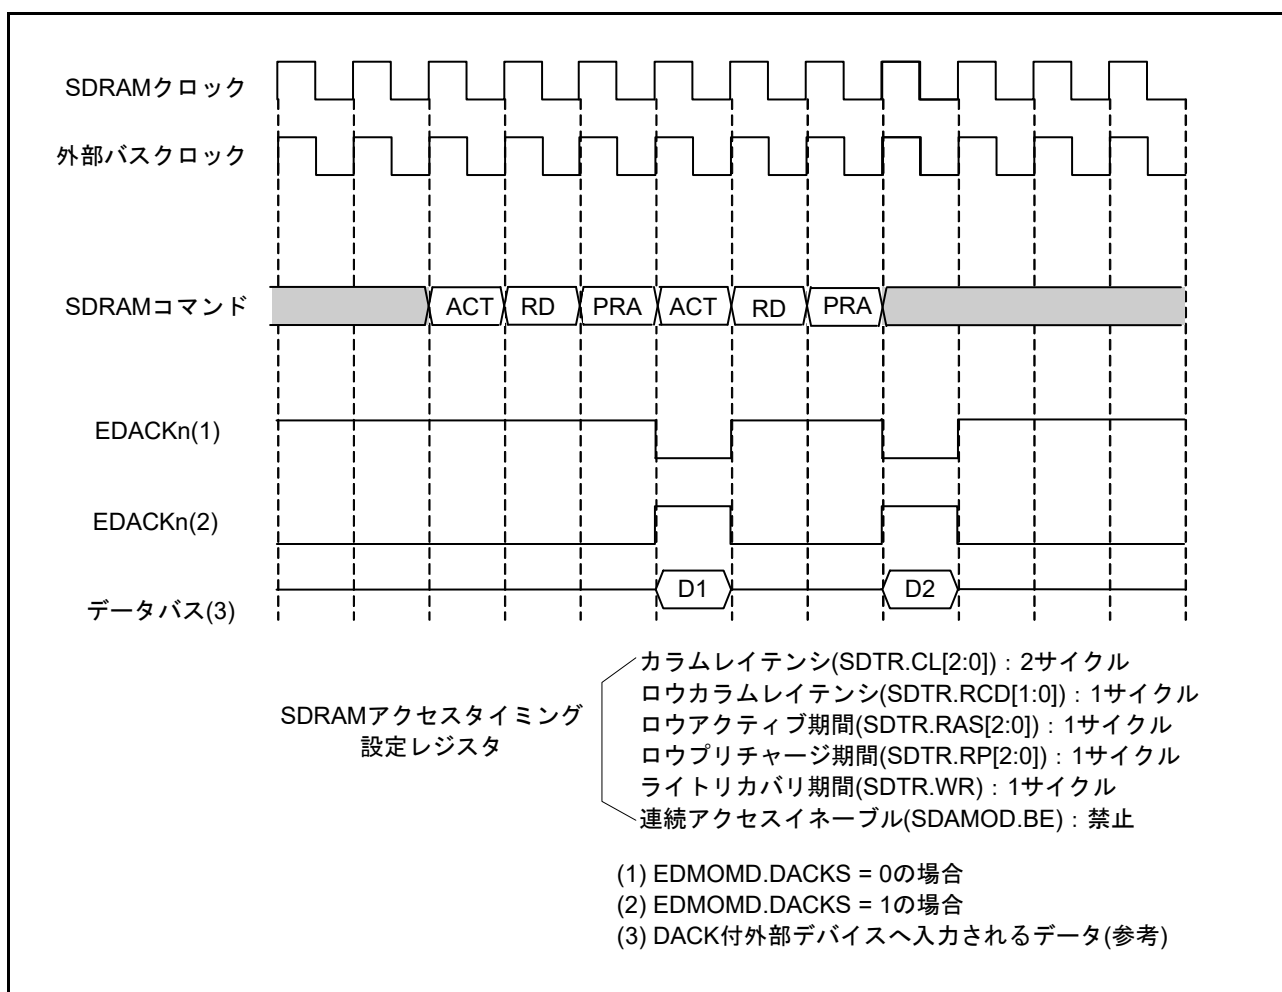 SDRAMクロック
外部バスクロック
SDRAMコマンド
ACT RD PRA ACT RD PRA
EDACKn(1)
EDACKn(2)
データバス(3)
D1 D2
SDRAMアクセスタイミング
設定レジスタ
カラムレイテンシ(SDTR.CL[2:0])：2サイクル
ロウカラムレイテンシ(SDTR.RCD[1:0])：1サイクル
ロウアクティブ期間(SDTR.RAS[2:0])：1サイクル
ロウプリチャージ期間(SDTR.RP[2:0])：1サイクル
ライトリカバリ期間(SDTR.WR)：1サイクル
連続アクセスイネーブル(SDAMOD.BE)：禁止
(1) EDMOMD.DACKS = 0の場合
(2) EDMOMD.DACKS = 1の場合
(3) DACK付外部デバイスへ入力されるデータ(参考)